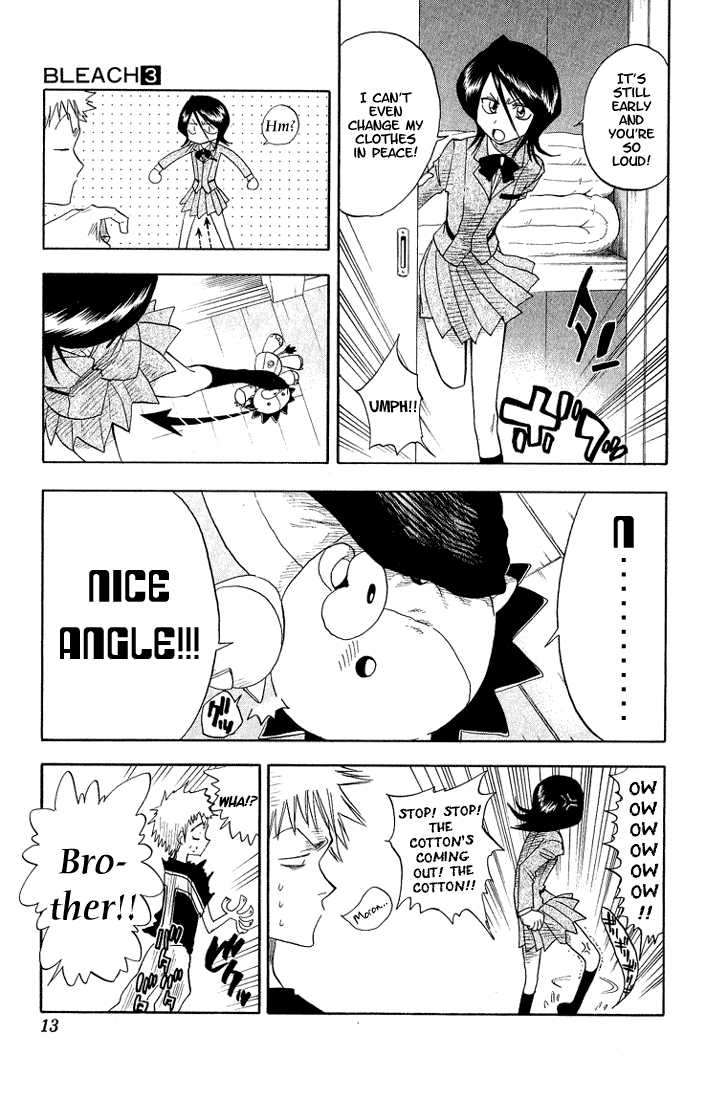 BLEACH3
IT'S
STILL
EARLY
AND
YOU'RE
SO
LOUD!
I CAN'T
EVEN
CHANGE MY
CLOTHES
IN PEACE!
UMPH!!
Hm?
N
.........
NICE
ANGLE!!!
OW
OW
OW
OW
OW
OW
!!
STOP! STOP!
THE
COTTON'S
COMING
OUT! THE
COTTON!!
Moron...
WHA!?
Bro-
ther!!
13